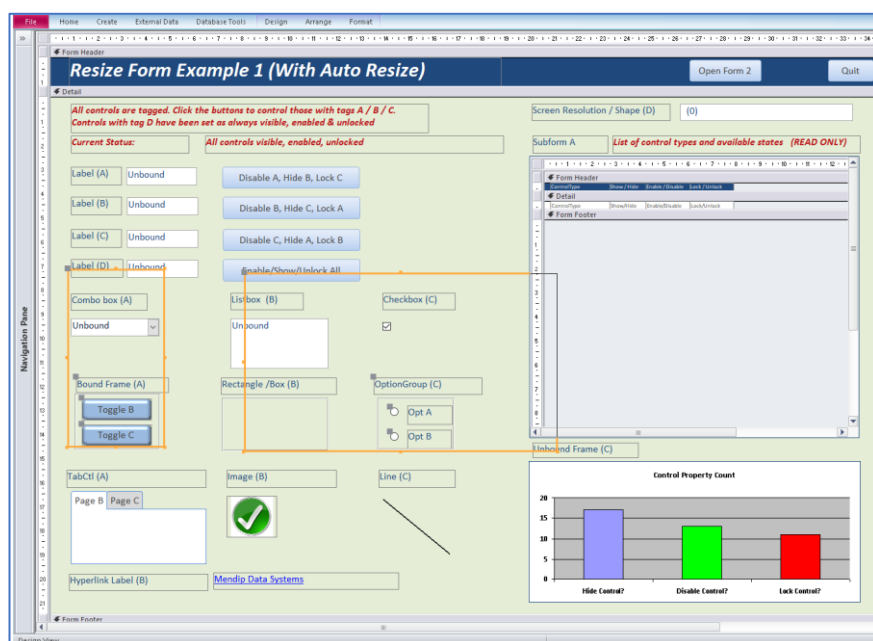 File Home Create External Data Database Tools Design Arrange Format
Form Header
Resize Form Example 1 (With Auto Resize)
Open Form 2
Quit
Detail
All controls are tagged. Click the buttons to control those with tags A / B / C.
Controls with tag D have been set as always visible, enabled & unlocked
Screen Resolution / Shape (D)
{0}
Current Status:
All controls visible, enabled, unlocked
Subform A
List of control types and available states (READ ONLY)
Label (A)
Unbound
Disable A, Hide B, Lock C
Form Header
ControlType Show / Hide Enable / Disable Lock / Unlock
Detail
ControlType Show/Hide Enable/Disable Lock/Unlock
Form Footer
Label (B)
Unbound
Disable B, Hide C, Lock A
Label (C)
Unbound
Disable C, Hide A, Lock B
Label (D)
Unbound
Enable/Show/Unlock All
Combo box (A)
Listbox (B)
Checkbox (C)
Unbound
Unbound
Navigation Pane
Bound Frame (A)
Rectangle /Box (B)
OptionGroup (C)
Toggle B
Opt A
Toggle C
Opt B
Unbound Frame (C)
TabCtl (A)
Image (B)
Line (C)
Page B Page C
Control Property Count
20
15
10
5
0
Hide Control? Disable Control? Lock Control?
Hyperlink Label (B)
Mendip Data Systems
Form Footer
Design View